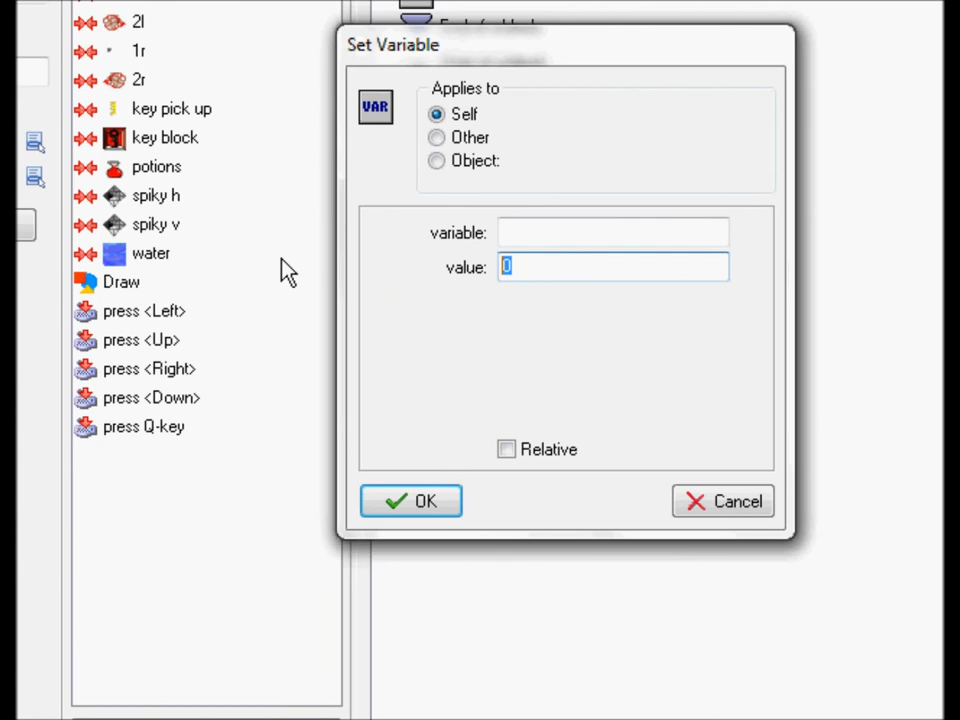 2l
1r
2r
key pick up
key block
potions
spiky h
spiky v
water
Draw
press <Left>
press <Up>
press <Right>
press <Down>
press Q-key
Set Variable
VAR
Applies to
Self
Other
Object:
variable:
value: 0
Relative
OK
Cancel